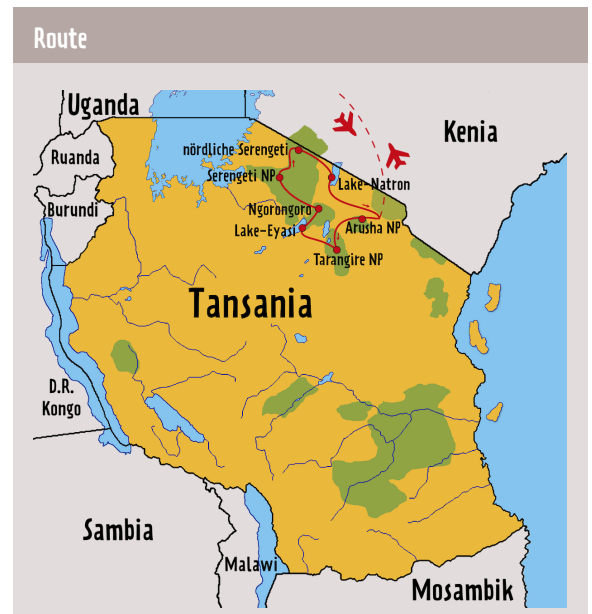 Route
Uganda
Kenia
Ruanda
nördliche Serengeti
Serengeti NP
Lake-Natron
Burundi
Ngorongoro
Lake-Eyasi
Arusha NP
Tarangire NP
Tansania
D.R.
Kongo
Sambia
Malawi
Mosambik